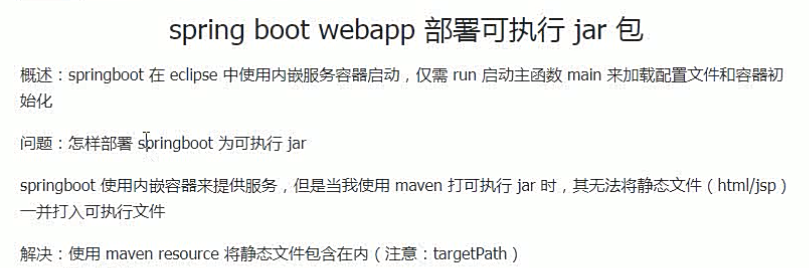 spring boot webapp 部署可执行 jar 包
概述：springboot 在 eclipse 中使用内嵌服务容器启动，仅需 run 启动主函数 main 来加载配置文件和容器初
始化
问题：怎样部署 springboot 为可执行 jar
springboot 使用内嵌容器来提供服务，但是当我使用 maven 打可执行 jar 时，其无法将静态文件（html/jsp）
一并打入可执行文件
解决：使用 maven resource 将静态文件包含在内（注意：targetPath）